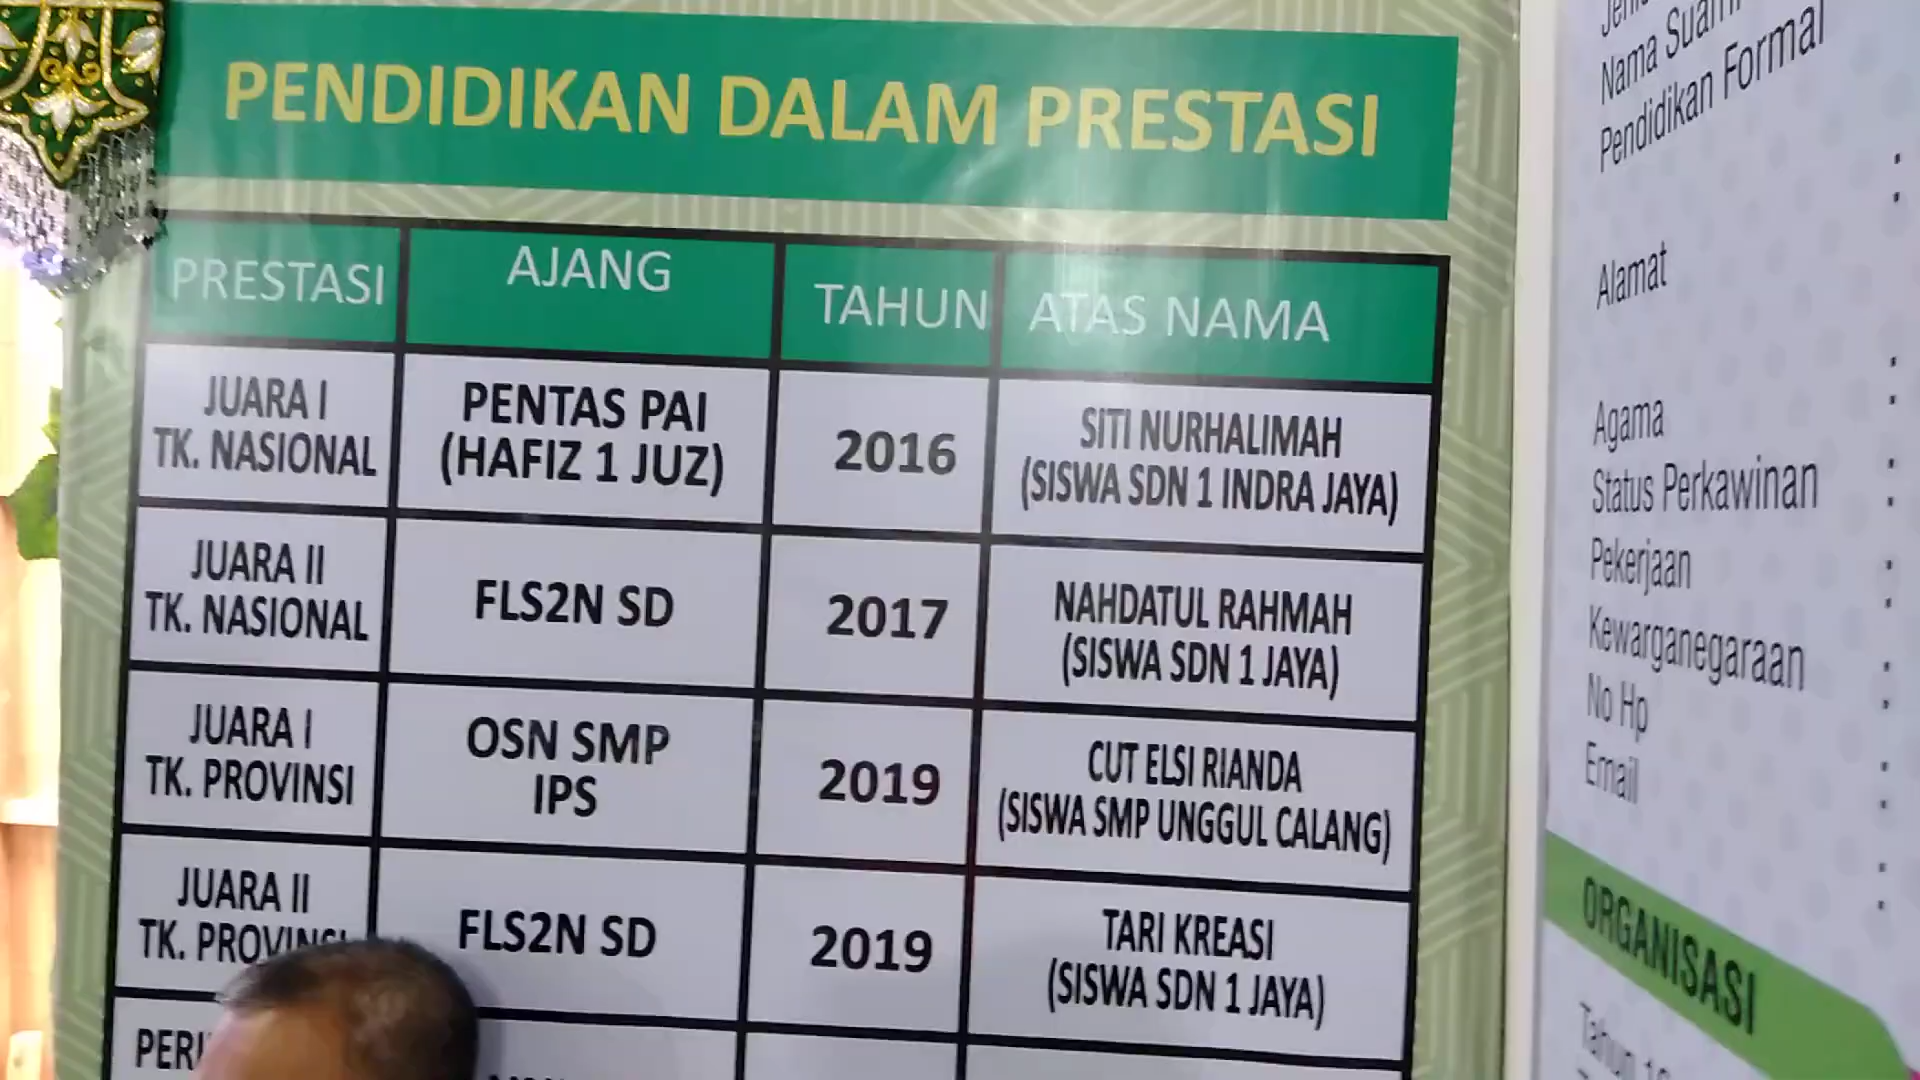 PENDIDIKAN DALAM PRESTASI
PRESTASI
AJANG
TAHUN
ATAS NAMA
JUARA I
TK. NASIONAL
PENTAS PAI
(HAFIZ 1 JUZ)
2016
SITI NURHALIMAH
(SISWA SDN 1 INDRA JAYA)
JUARA II
TK. NASIONAL
FLS2N SD
2017
NAHDATUL RAHMAH
(SISWA SDN 1 JAYA)
JUARA I
TK. PROVINSI
OSN SMP
IPS
2019
CUT ELSI RIANDA
(SISWA SMP UNGGUL CALANG)
JUARA II
TK. PROVINSI
FLS2N SD
2019
TARI KREASI
(SISWA SDN 1 JAYA)
Nama Suami
Pendidikan Formal
:
:
Alamat
Agama
:
Status Perkawinan
:
Pekerjaan
:
Kewarganegaraan
:
No Hp
:
Email
:
ORGANISASI
Tahun